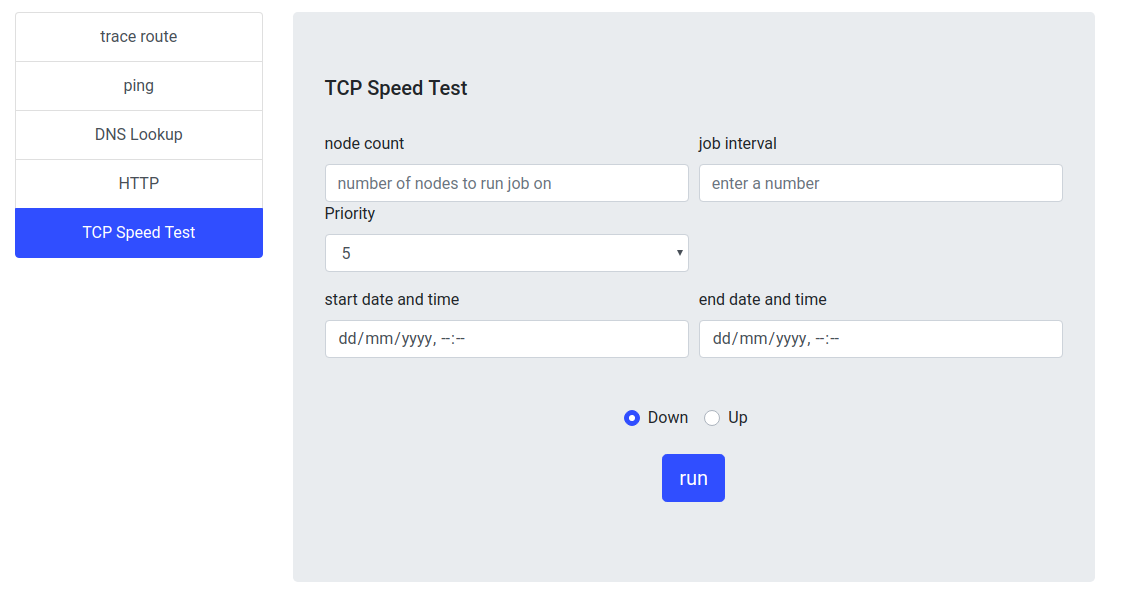 trace route
ping
DNS Lookup
HTTP
TCP Speed Test
TCP Speed Test
node count job interval
number of nodes to run job on enter a number
Priority
5
start date and time end date and time
dd/mm/yyyy, --:-- dd/mm/yyyy, --:--
Down Up
run